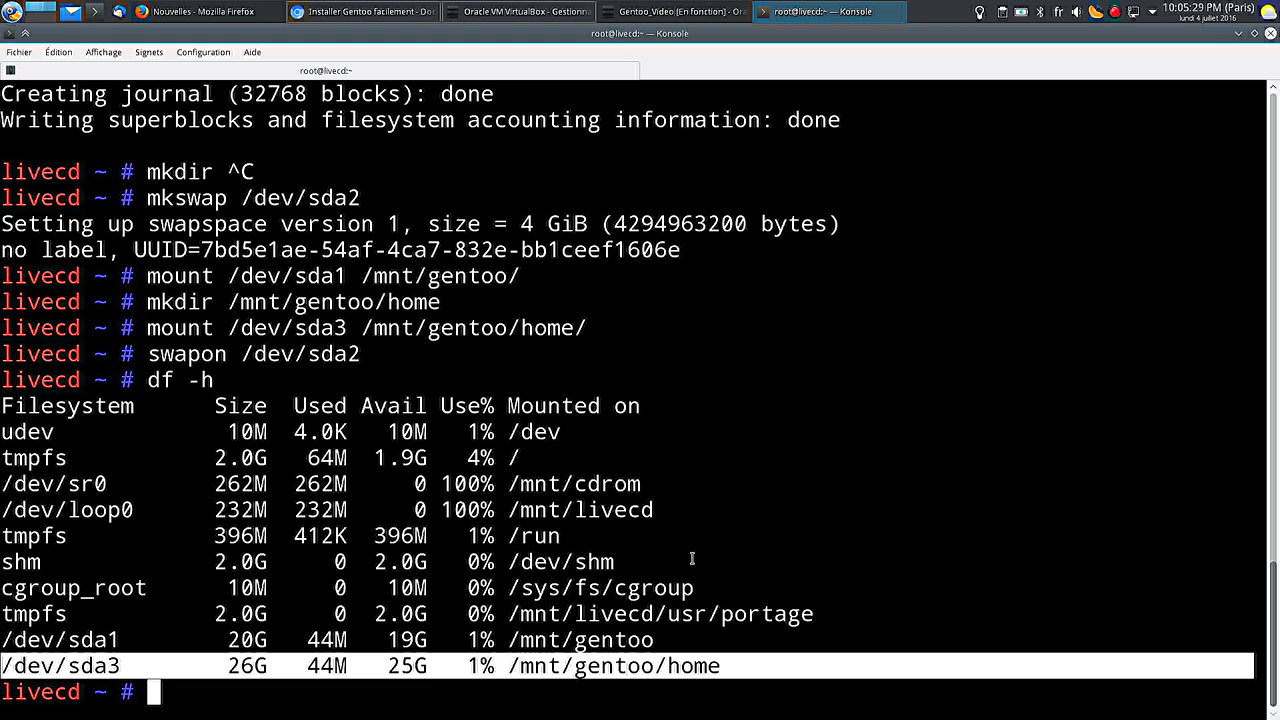 Nouvelles - Mozilla Firefox
Installer Gentoo facilement - Doc
Oracle VM VirtualBox - Gestionna
Gentoo_Video [En fonction] - Ora
root@livecd:~ — Konsole
fr
10:05:29 PM (Paris)
lundi 4 juillet 2016
root@livecd:~ — Konsole
Fichier Édition Affichage Signets Configuration Aide
root@livecd:~
Creating journal (32768 blocks): done
Writing superblocks and filesystem accounting information: done
livecd ~ # mkdir ^C
livecd ~ # mkswap /dev/sda2
Setting up swapspace version 1, size = 4 GiB (4294963200 bytes)
no label, UUID=7bd5e1ae-54af-4ca7-832e-bb1ceef1606e
livecd ~ # mount /dev/sda1 /mnt/gentoo/
livecd ~ # mkdir /mnt/gentoo/home
livecd ~ # mount /dev/sda3 /mnt/gentoo/home/
livecd ~ # swapon /dev/sda2
livecd ~ # df -h
Filesystem Size Used Avail Use% Mounted on
udev 10M 4.0K 10M 1% /dev
tmpfs 2.0G 64M 1.9G 4% /
/dev/sr0 262M 262M 0 100% /mnt/cdrom
/dev/loop0 232M 232M 0 100% /mnt/livecd
tmpfs 396M 412K 396M 1% /run
shm 2.0G 0 2.0G 0% /dev/shm
cgroup_root 10M 0 10M 0% /sys/fs/cgroup
tmpfs 2.0G 0 2.0G 0% /mnt/livecd/usr/portage
/dev/sda1 20G 44M 19G 1% /mnt/gentoo
/dev/sda3 26G 44M 25G 1% /mnt/gentoo/home
livecd ~ #